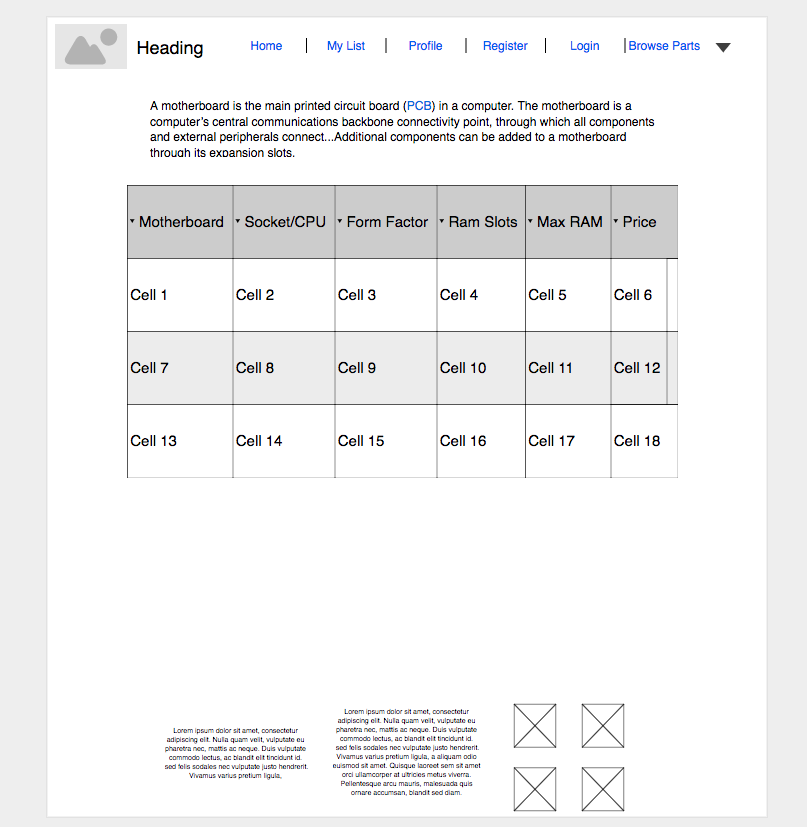 Heading
Home | My List | Profile | Register | Login | Browse Parts
A motherboard is the main printed circuit board (PCB) in a computer. The motherboard is a
computer's central communications backbone connectivity point, through which all components
and external peripherals connect...Additional components can be added to a motherboard
through its expansion slots.
Motherboard Socket/CPU Form Factor Ram Slots Max RAM Price
Cell 1 Cell 2 Cell 3 Cell 4 Cell 5 Cell 6
Cell 7 Cell 8 Cell 9 Cell 10 Cell 11 Cell 12
Cell 13 Cell 14 Cell 15 Cell 16 Cell 17 Cell 18
Lorem ipsum dolor sit amet, consectetur
adipiscing elit. Nulla quam velit, vulputate eu
pharetra nec, mattis ac neque. Duis vulputate
commodo lectus, ac blandit elit tincidunt id.
sed felis sodales nec vulputate justo hendrerit.
Vivamus varius pretium ligula,
Lorem ipsum dolor sit amet, consectetur
adipiscing elit. Nulla quam velit, vulputate eu
pharetra nec, mattis ac neque. Duis vulputate
commodo lectus, ac blandit elit tincidunt id.
sed felis sodales nec vulputate justo hendrerit.
Vivamus varius pretium ligula, a aliquam odio
euismod sit amet. Quisque laoreet sem sit amet
orci ullamcorper at ultricies metus viverra.
Pellentesque arcu mauris, malesuada quis
ornare accumsan, blandit sed diam.